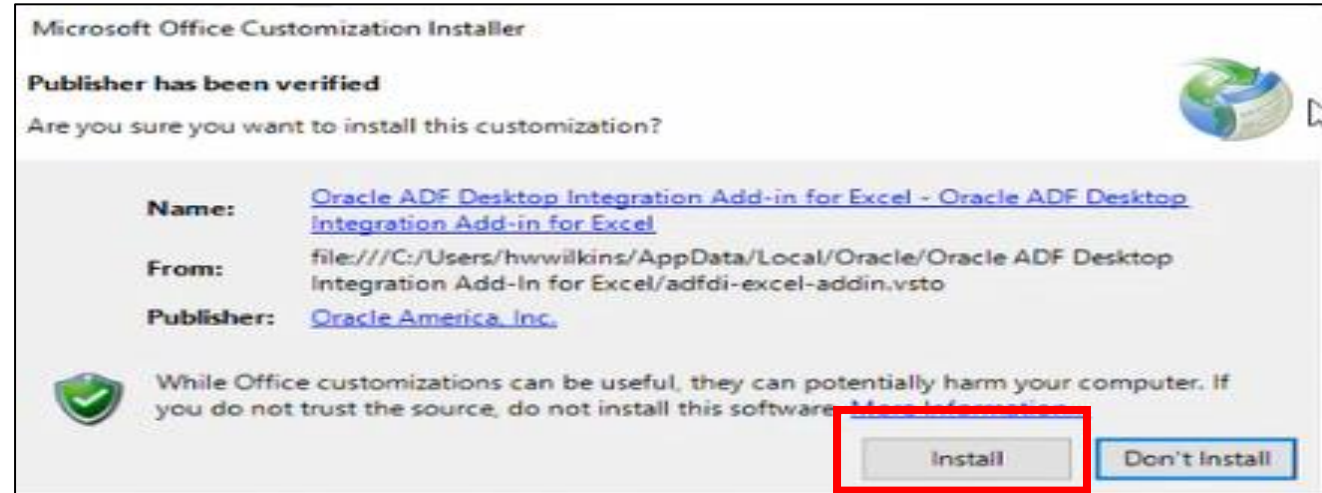 Microsoft Office Customization Installer
Publisher has been verified
Are you sure you want to install this customization?
Name: Oracle ADF Desktop Integration Add-in for Excel - Oracle ADF Desktop
Integration Add-in for Excel
From: file:///C:/Users/hwwilkins/AppData/Local/Oracle/Oracle ADF Desktop
Integration Add-In for Excel/adfdi-excel-addin.vsto
Publisher: Oracle America, Inc.
While Office customizations can be useful, they can potentially harm your computer. If
you do not trust the source, do not install this software. More Information...
Install Don't Install